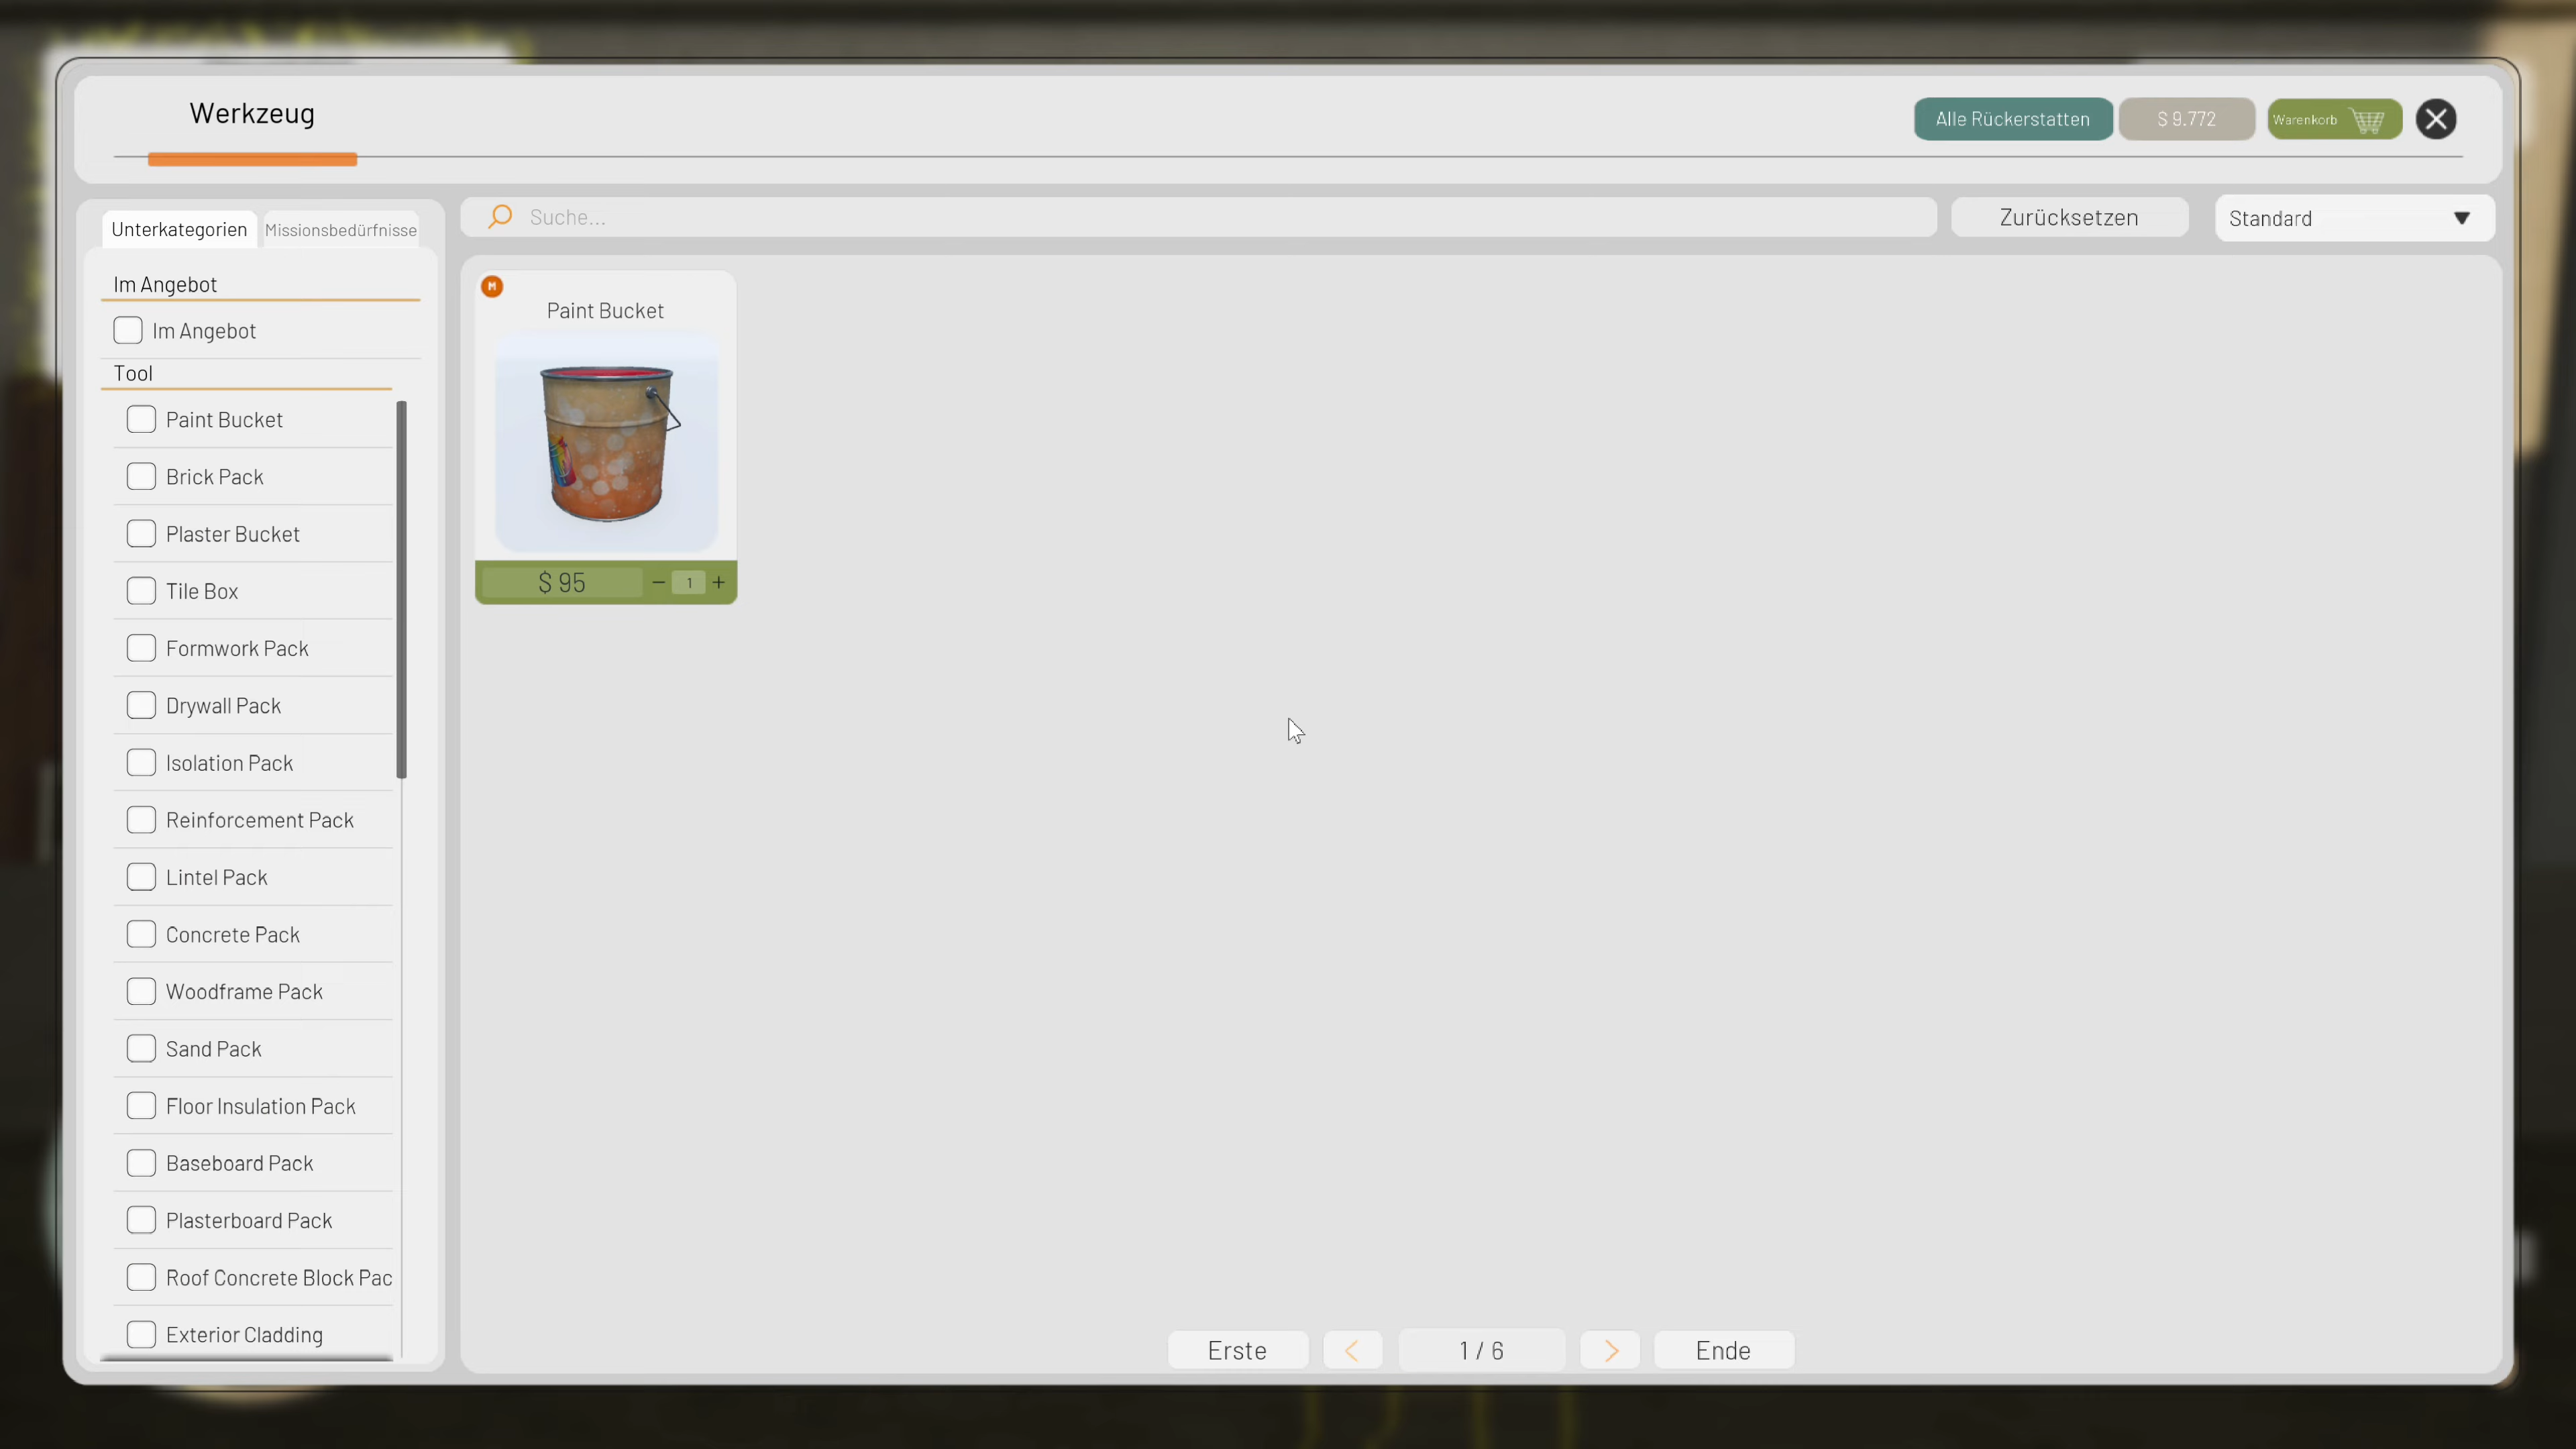 Werkzeug
Alle Rückerstatten
$ 9.772
Warenkorb
Unterkategorien
Missionsbedürfnisse
Suche...
Zurücksetzen
Standard
Im Angebot
Im Angebot
Tool
Paint Bucket
Brick Pack
Plaster Bucket
Tile Box
Formwork Pack
Drywall Pack
Isolation Pack
Reinforcement Pack
Lintel Pack
Concrete Pack
Woodframe Pack
Sand Pack
Floor Insulation Pack
Baseboard Pack
Plasterboard Pack
Roof Concrete Block Pac
Exterior Cladding
M
Paint Bucket
$ 95
− 1 +
Erste
<
1 / 6
>
Ende